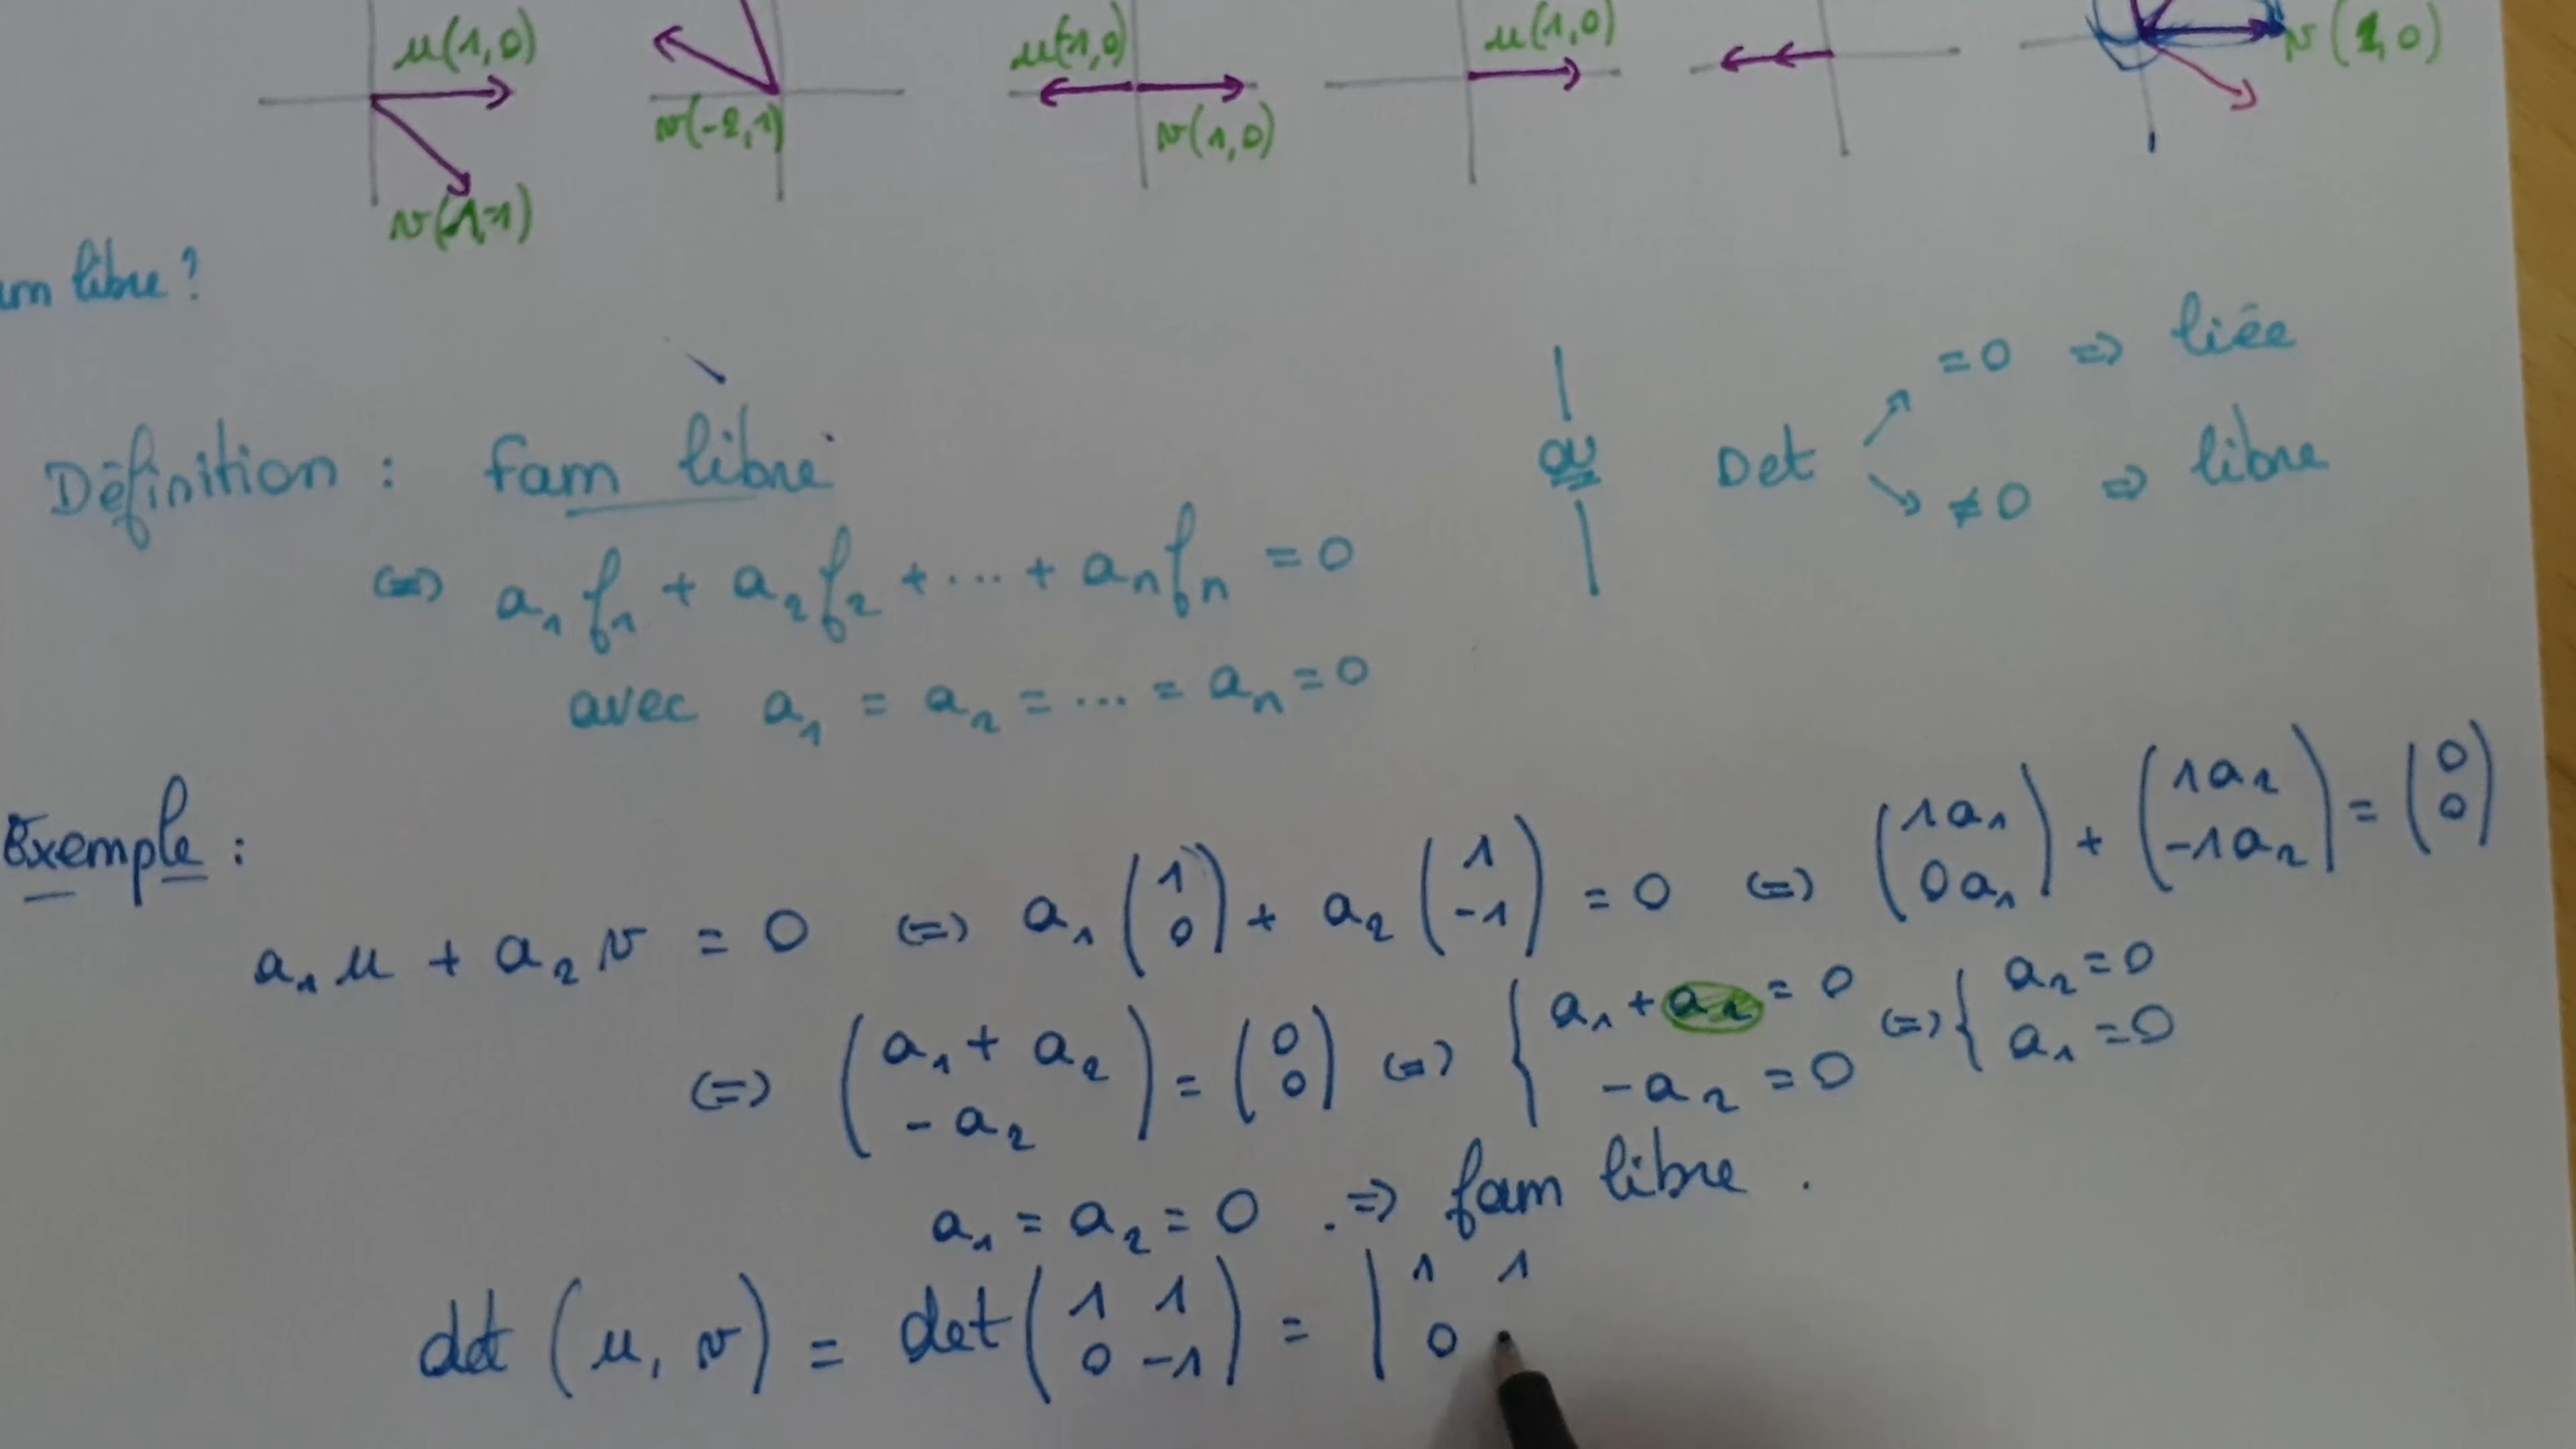 u(1,0) u(-1,0) u(1,0) v(1,0)
v(1,-1) v(-2,1) v(1,0)
libre?
= 0 => liée
Définition : Fam libre ou Det
≠ 0 => libre
(=) a₁f₁ + a₂f₂ + ... + aₙfₙ = 0
avec a₁ = a₂ = ... = aₙ = 0
Exemple :
a₁u + a₂v = 0 (=) a₁ (1 0) + a₂ (1 -1) = 0 (=) (1a₁ 0a₁) + (1a₂ -1a₂) = (0 0)
(=) (a₁ + a₂ -a₂) = (0 0) (=) { a₁ + a₂ = 0 -a₂ = 0 (=) { a₂ = 0 a₁ = 0
a₁ = a₂ = 0 . => fam libre .
det (u, v) = det (1 1 0 -1) = | 1 1 0